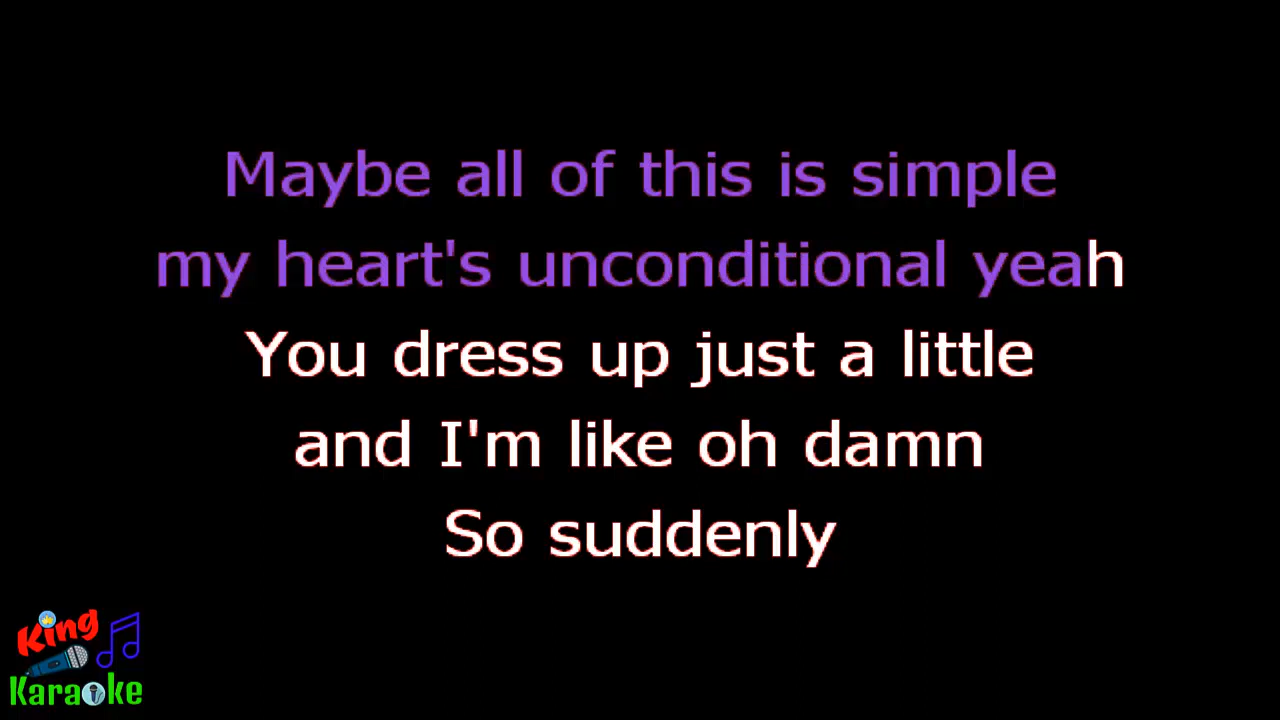 Maybe all of this is simple
my heart's unconditional yeah
You dress up just a little
and I'm like oh damn
So suddenly
King
Karaoke